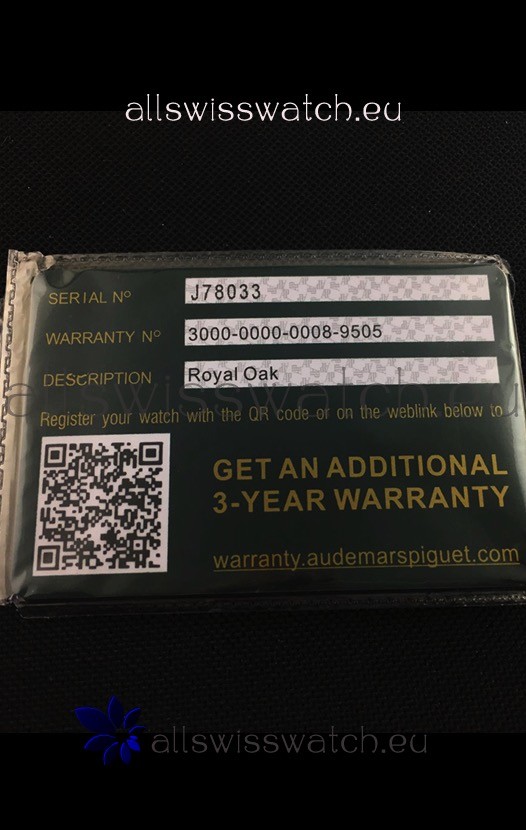 allswisswatch.eu
SERIAL Nº J78033
WARRANTY Nº 3000-0000-0008-9505
DESCRIPTION Royal Oak
allswisswatch.eu
Register your watch with the QR code or on the weblink below to
GET AN ADDITIONAL
3-YEAR WARRANTY
warranty.audemarspiguet.com
allswisswatch.eu